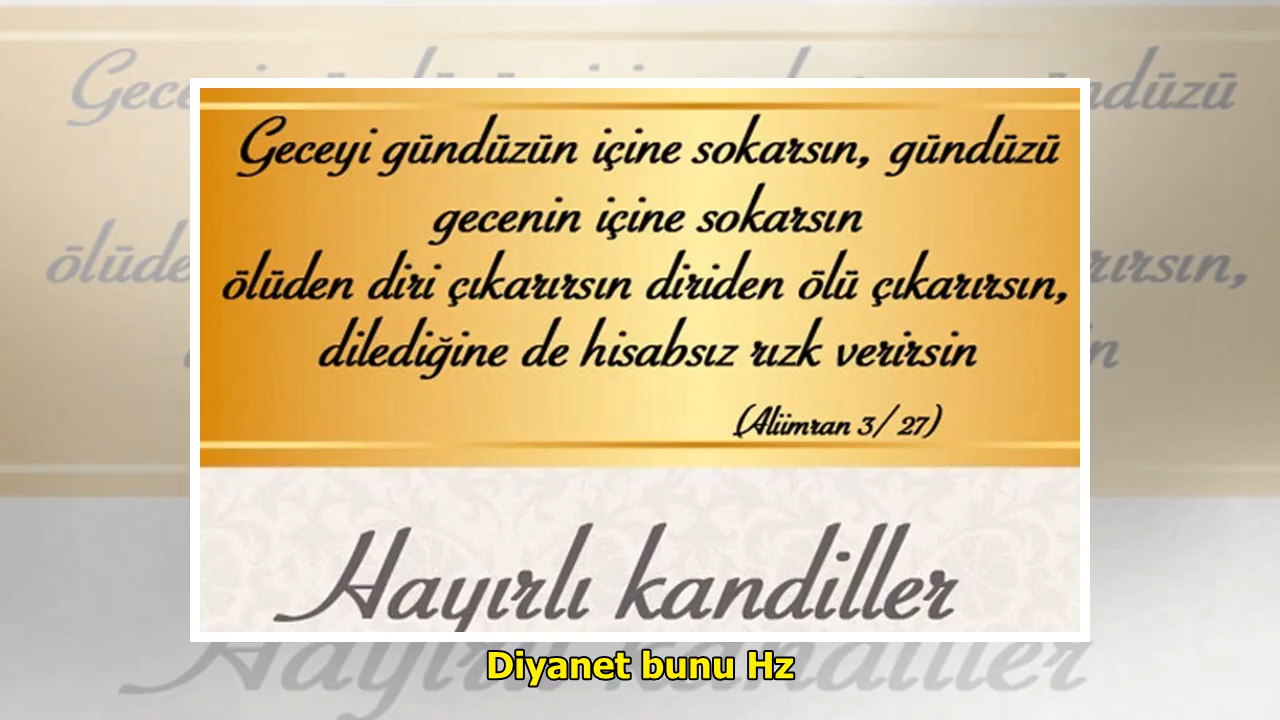 Geceyi gündüzün içine sokarsın, gündüzü
gecenin içine sokarsın
ölüden diri çıkarırsın diriden ölü çıkarırsın,
dilediğine de hisabsız rızk verirsin
(Aliimran 3/ 27)
Hayırlı kandiller
Diyanet bunu Hz